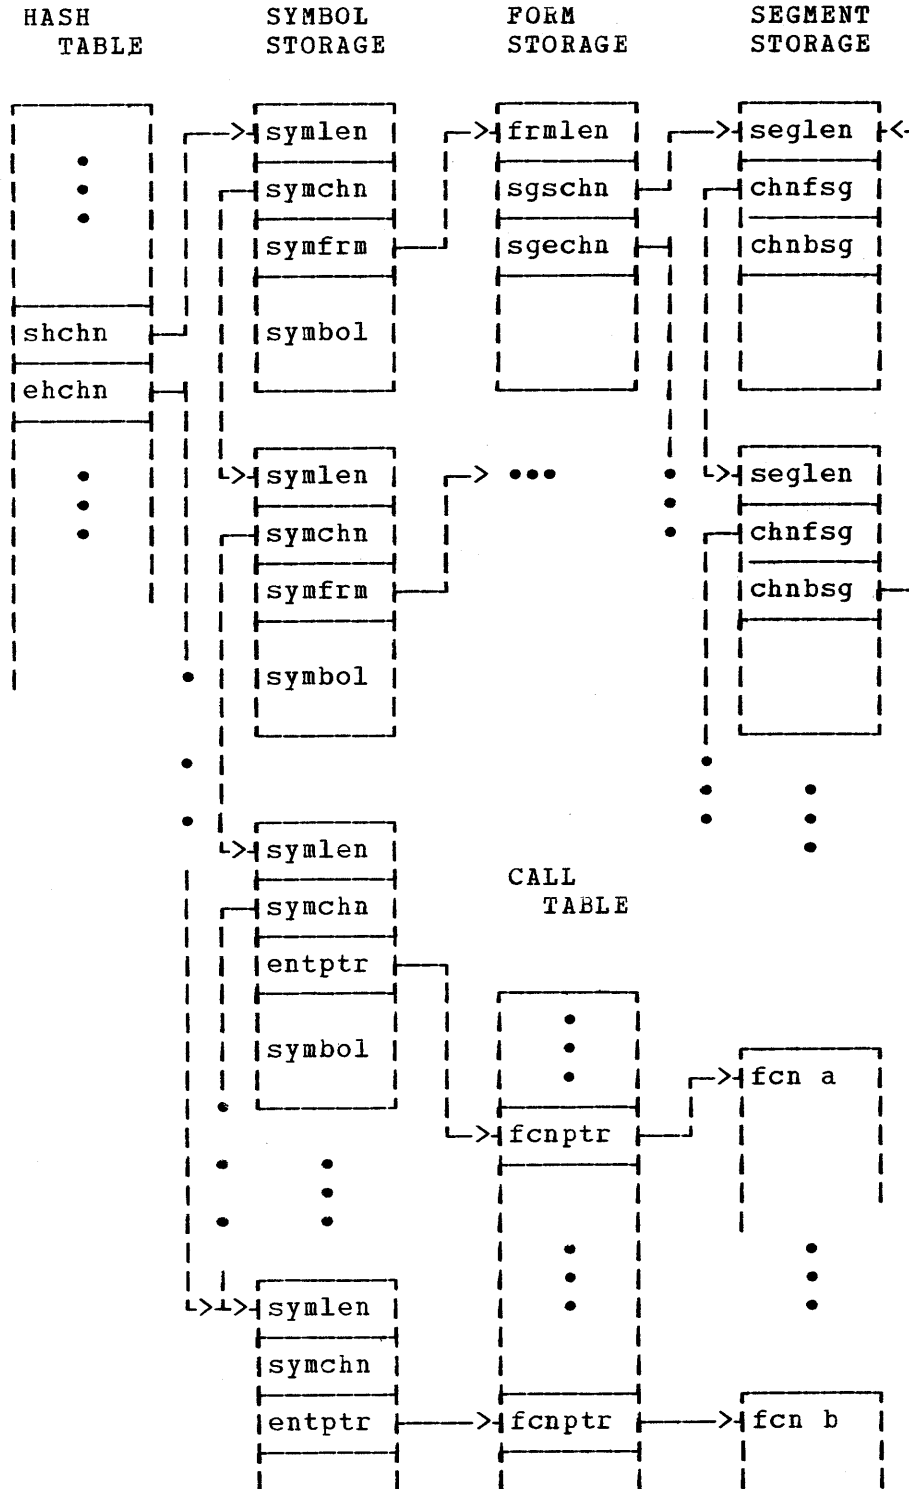 HASH SYMBOL FORM SEGMENT
TABLE STORAGE STORAGE STORAGE
symlen frmlen seglen
symchn sgschn chnfsg
symfrm sgechn chnbsg
shchn symbol
ehchn
symlen seglen
symchn chnfsg
symfrm chnbsg
symbol
symlen
CALL
symchn TABLE
entptr
symbol
fcn a
fcnptr
symlen
symchn
entptr fcnptr fcn b